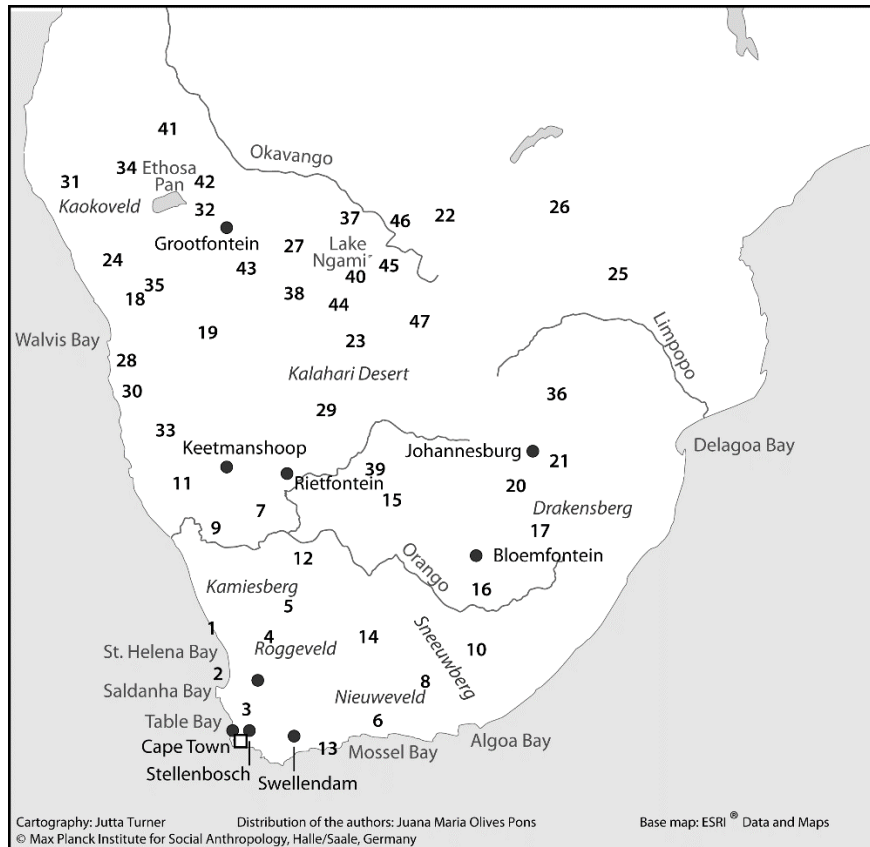 41
34
Ethosa
Pan
Okavango
31
42
Kaokoveld
32
37
46
22
26
Grootfontein
27
Lake
Ngami
24
43
45
40
25
35
18
38
44
47
19
23
Walvis Bay
Limpopo
28
Kalahari Desert
30
36
29
33
Keetmanshoop
Johannesburg
Delagoa Bay
39
21
11
Rietfontein
20
15
7
Drakensberg
9
17
12
Orango
Bloemfontein
Kamiesberg
16
5
1
4
14
Roggeveld
St. Helena Bay
10
Sneeuwberg
2
8
Saldanha Bay
Nieuweveld
3
Table Bay
6
Cape Town
13
Mossel Bay
Algoa Bay
Stellenbosch
Swellendam
Cartography: Jutta Turner
Distribution of the authors: Juana Maria Olives Pons
Base map: ESRI ® Data and Maps
© Max Planck Institute for Social Anthropology, Halle/Saale, Germany